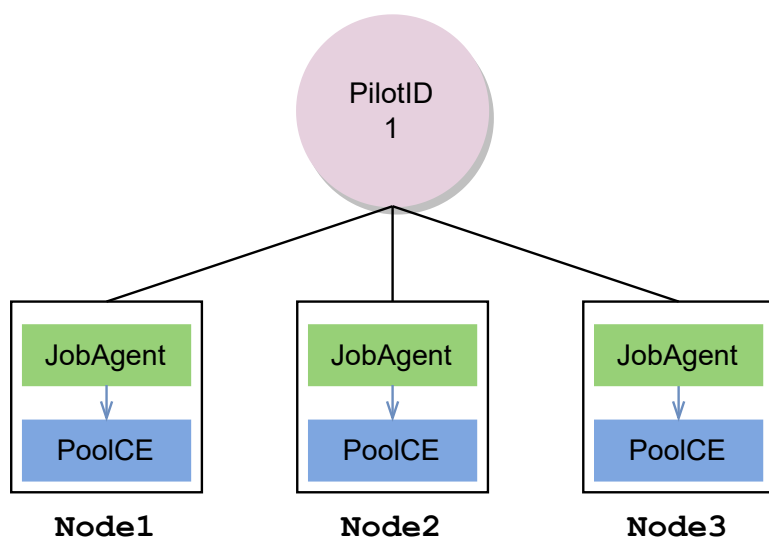 PilotID
1
JobAgent
JobAgent
JobAgent
PoolCE
PoolCE
PoolCE
Node1
Node2
Node3